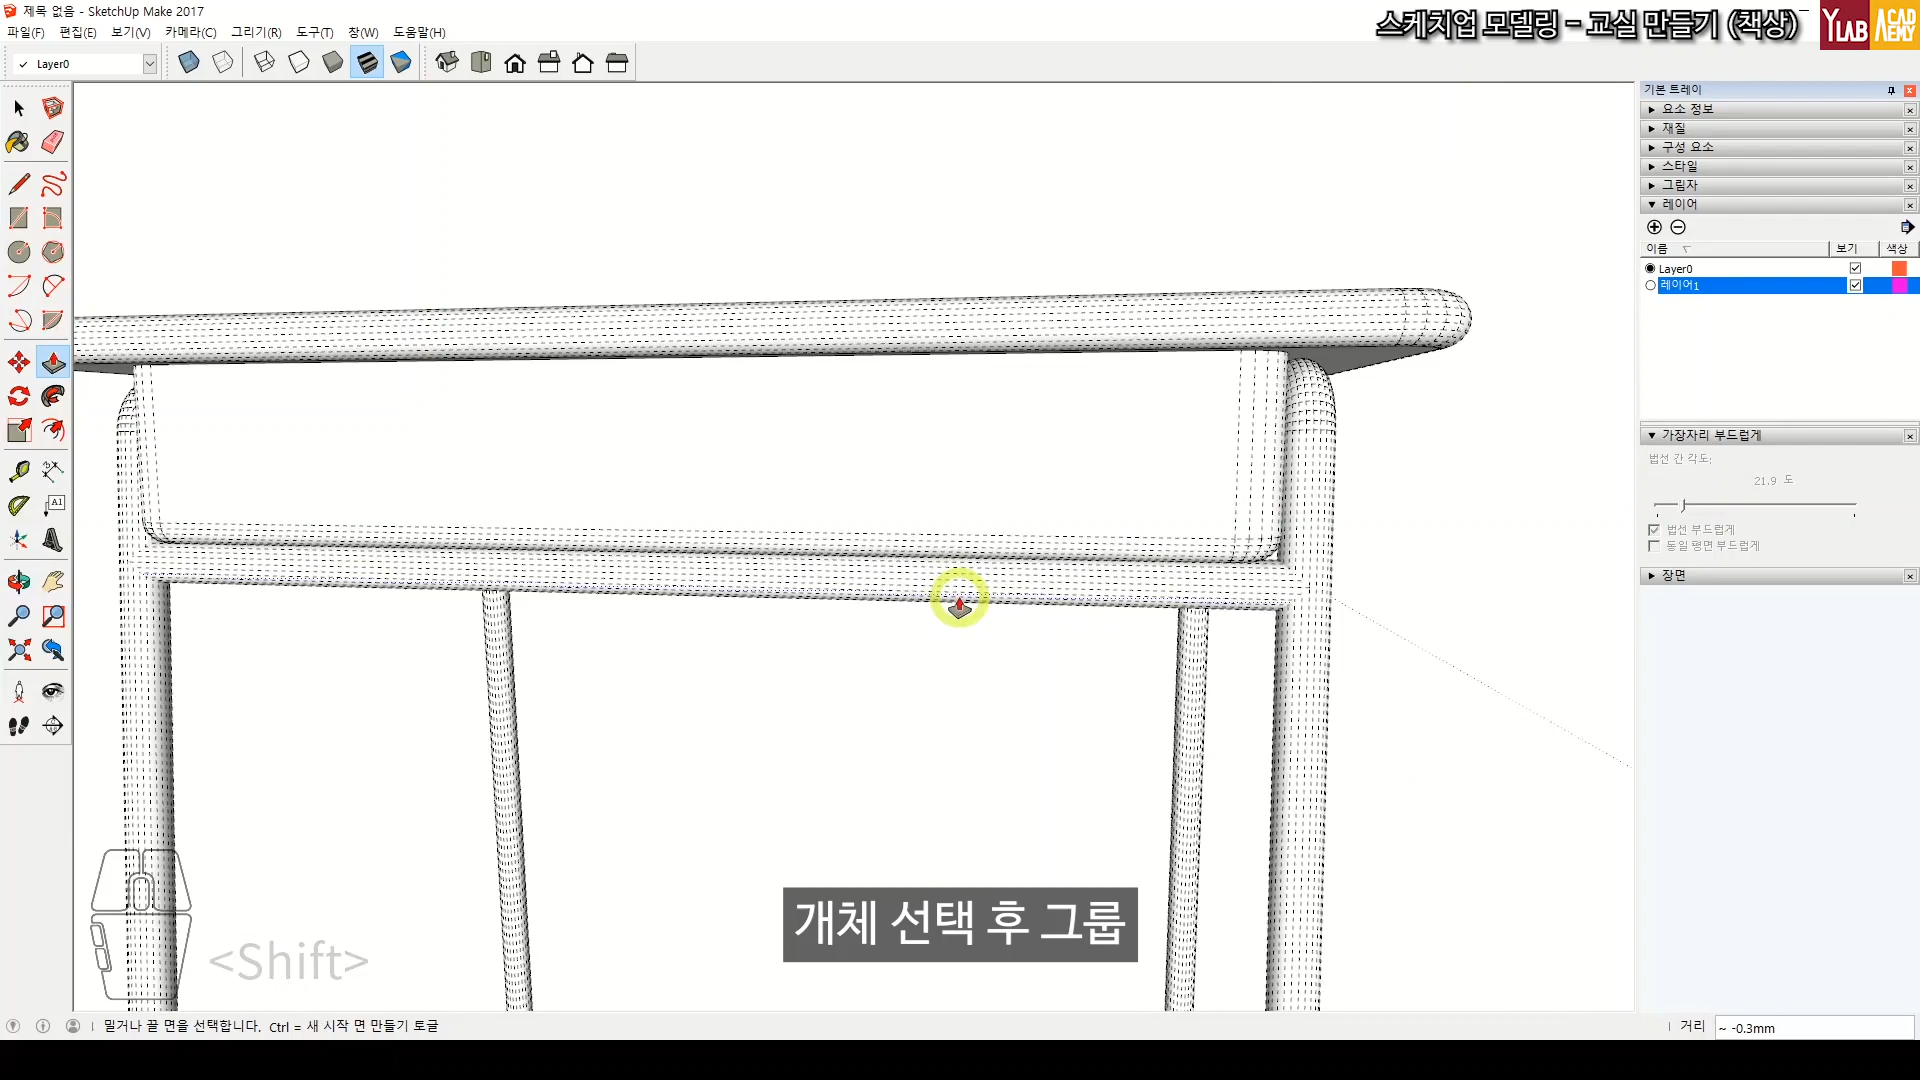 제목 없음 - SketchUp Make 2017
파일(F) 편집(E) 보기(V) 카메라(C) 그리기(R) 도구(T) 창(W) 도움말(H)
스케치업 모델링 - 교실 만들기 (책상)
YLAB ACADEMY
Layer0
기본 트레이
요소 정보
재질
구성 요소
스타일
그림자
레이어
이름 보기 색상
Layer0
레이어1
가장자리 부드럽게
법선 간 각도:
21.9 도
법선 부드럽게
동일 평면 부드럽게
장면
A1
개체 선택 후 그룹
<Shift>
밀거나 끌 면을 선택합니다. Ctrl = 새 시작 면 만들기 토글
거리 ~ -0.3mm